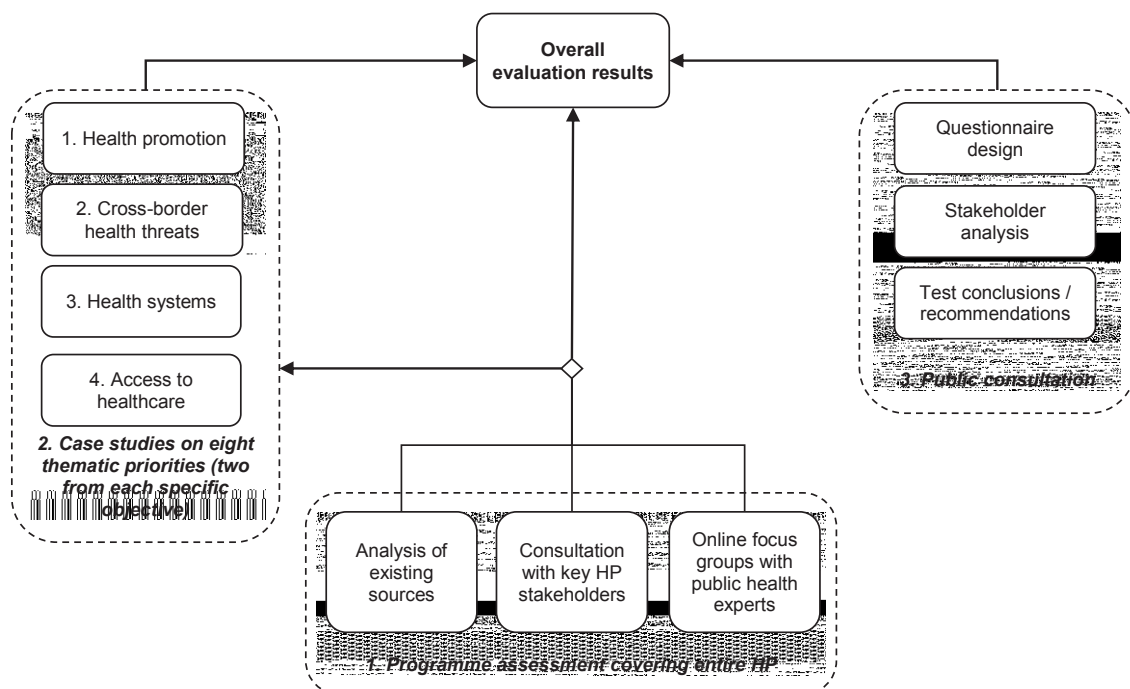 Overall
evaluation results
1. Health promotion
2. Cross-border
health threats
3. Health systems
4. Access to
healthcare
2. Case studies on eight
thematic priorities (two
from each specific
objective)
Questionnaire
design
Stakeholder
analysis
Test conclusions /
recommendations
3. Public consultation
Analysis of
existing
sources
Consultation
with key HP
stakeholders
Online focus
groups with
public health
experts
1. Programme assessment covering entire HP